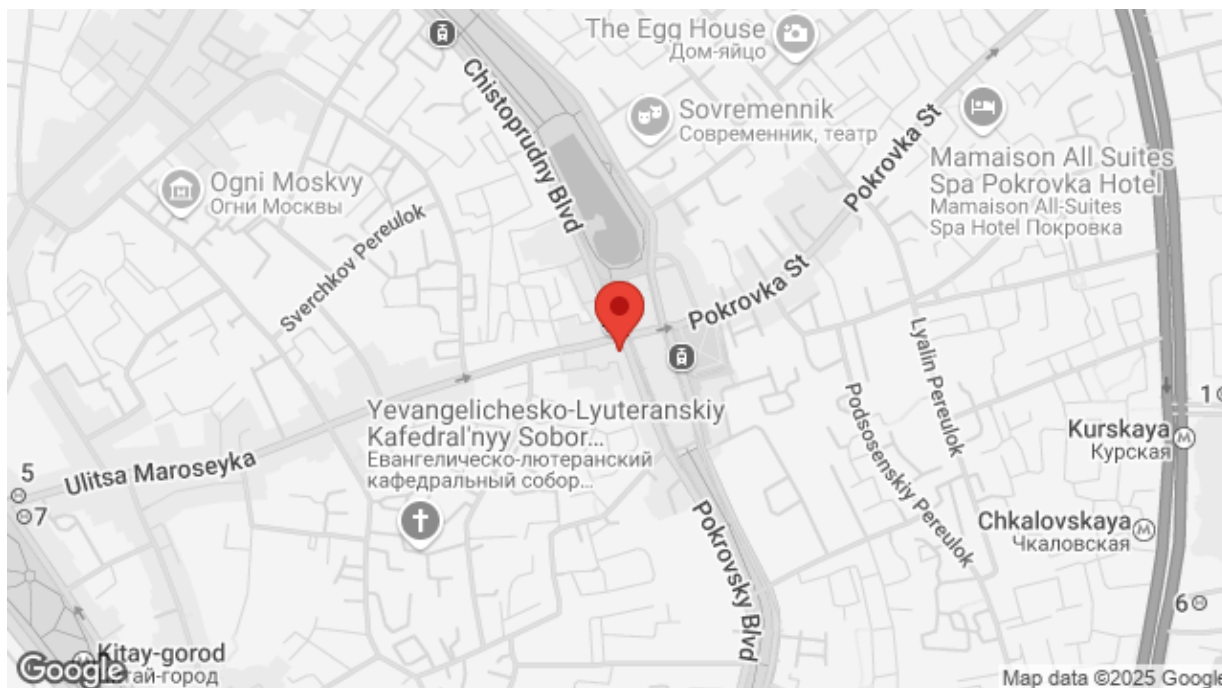 The Egg House
Дом-яйцо
Chistoprudny Blvd
Sovremennik
Современник, театр
Pokrovka St
Mamaison All Suites
Spa Pokrovka Hotel
Mamaison All-Suites
Spa Hotel Покровка
Ogni Moskvy
Огни Москвы
Sverchkov Pereulok
Pokrovka St
Lyalin Pereulok
Podsosenskiy Pereulok
1
Kurskaya
Курская
Yevangelichesko-Lyuteranskiy
Kafedral'nyy Sobor...
Евангелическо-лютеранский
кафедральный собор...
Ulitsa Maroseyka
5
7
Pokrovsky Blvd
Chkalovskaya
Чкаловская
6
Kitay-gorod
тай-город
Google
Map data ©2025 Google